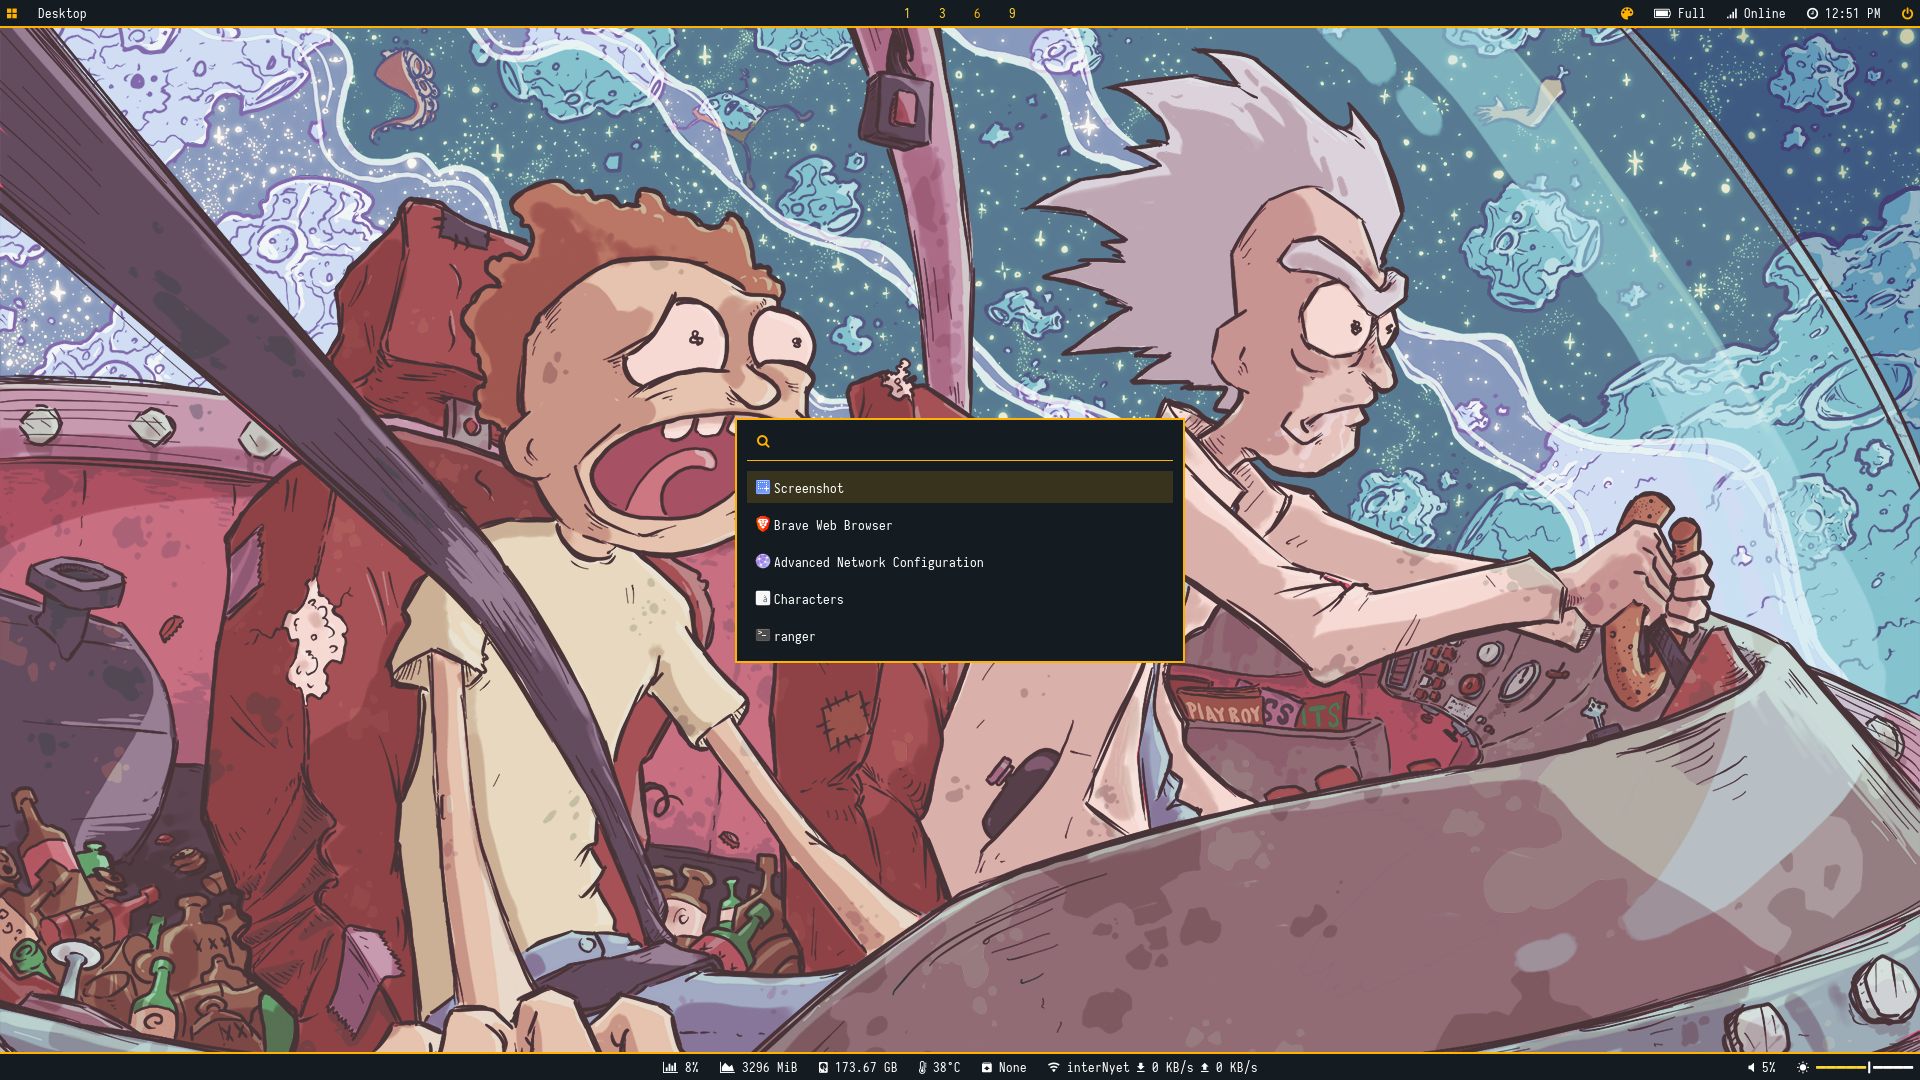 Desktop
1 3 6 9
Full Online 12:51 PM
Screenshot
Brave Web Browser
Advanced Network Configuration
Characters
ranger
PLAYBOY
ITS
8% 3296 MiB 173.67 GB 38°C None interNyet 0 KB/s 0 KB/s
5%